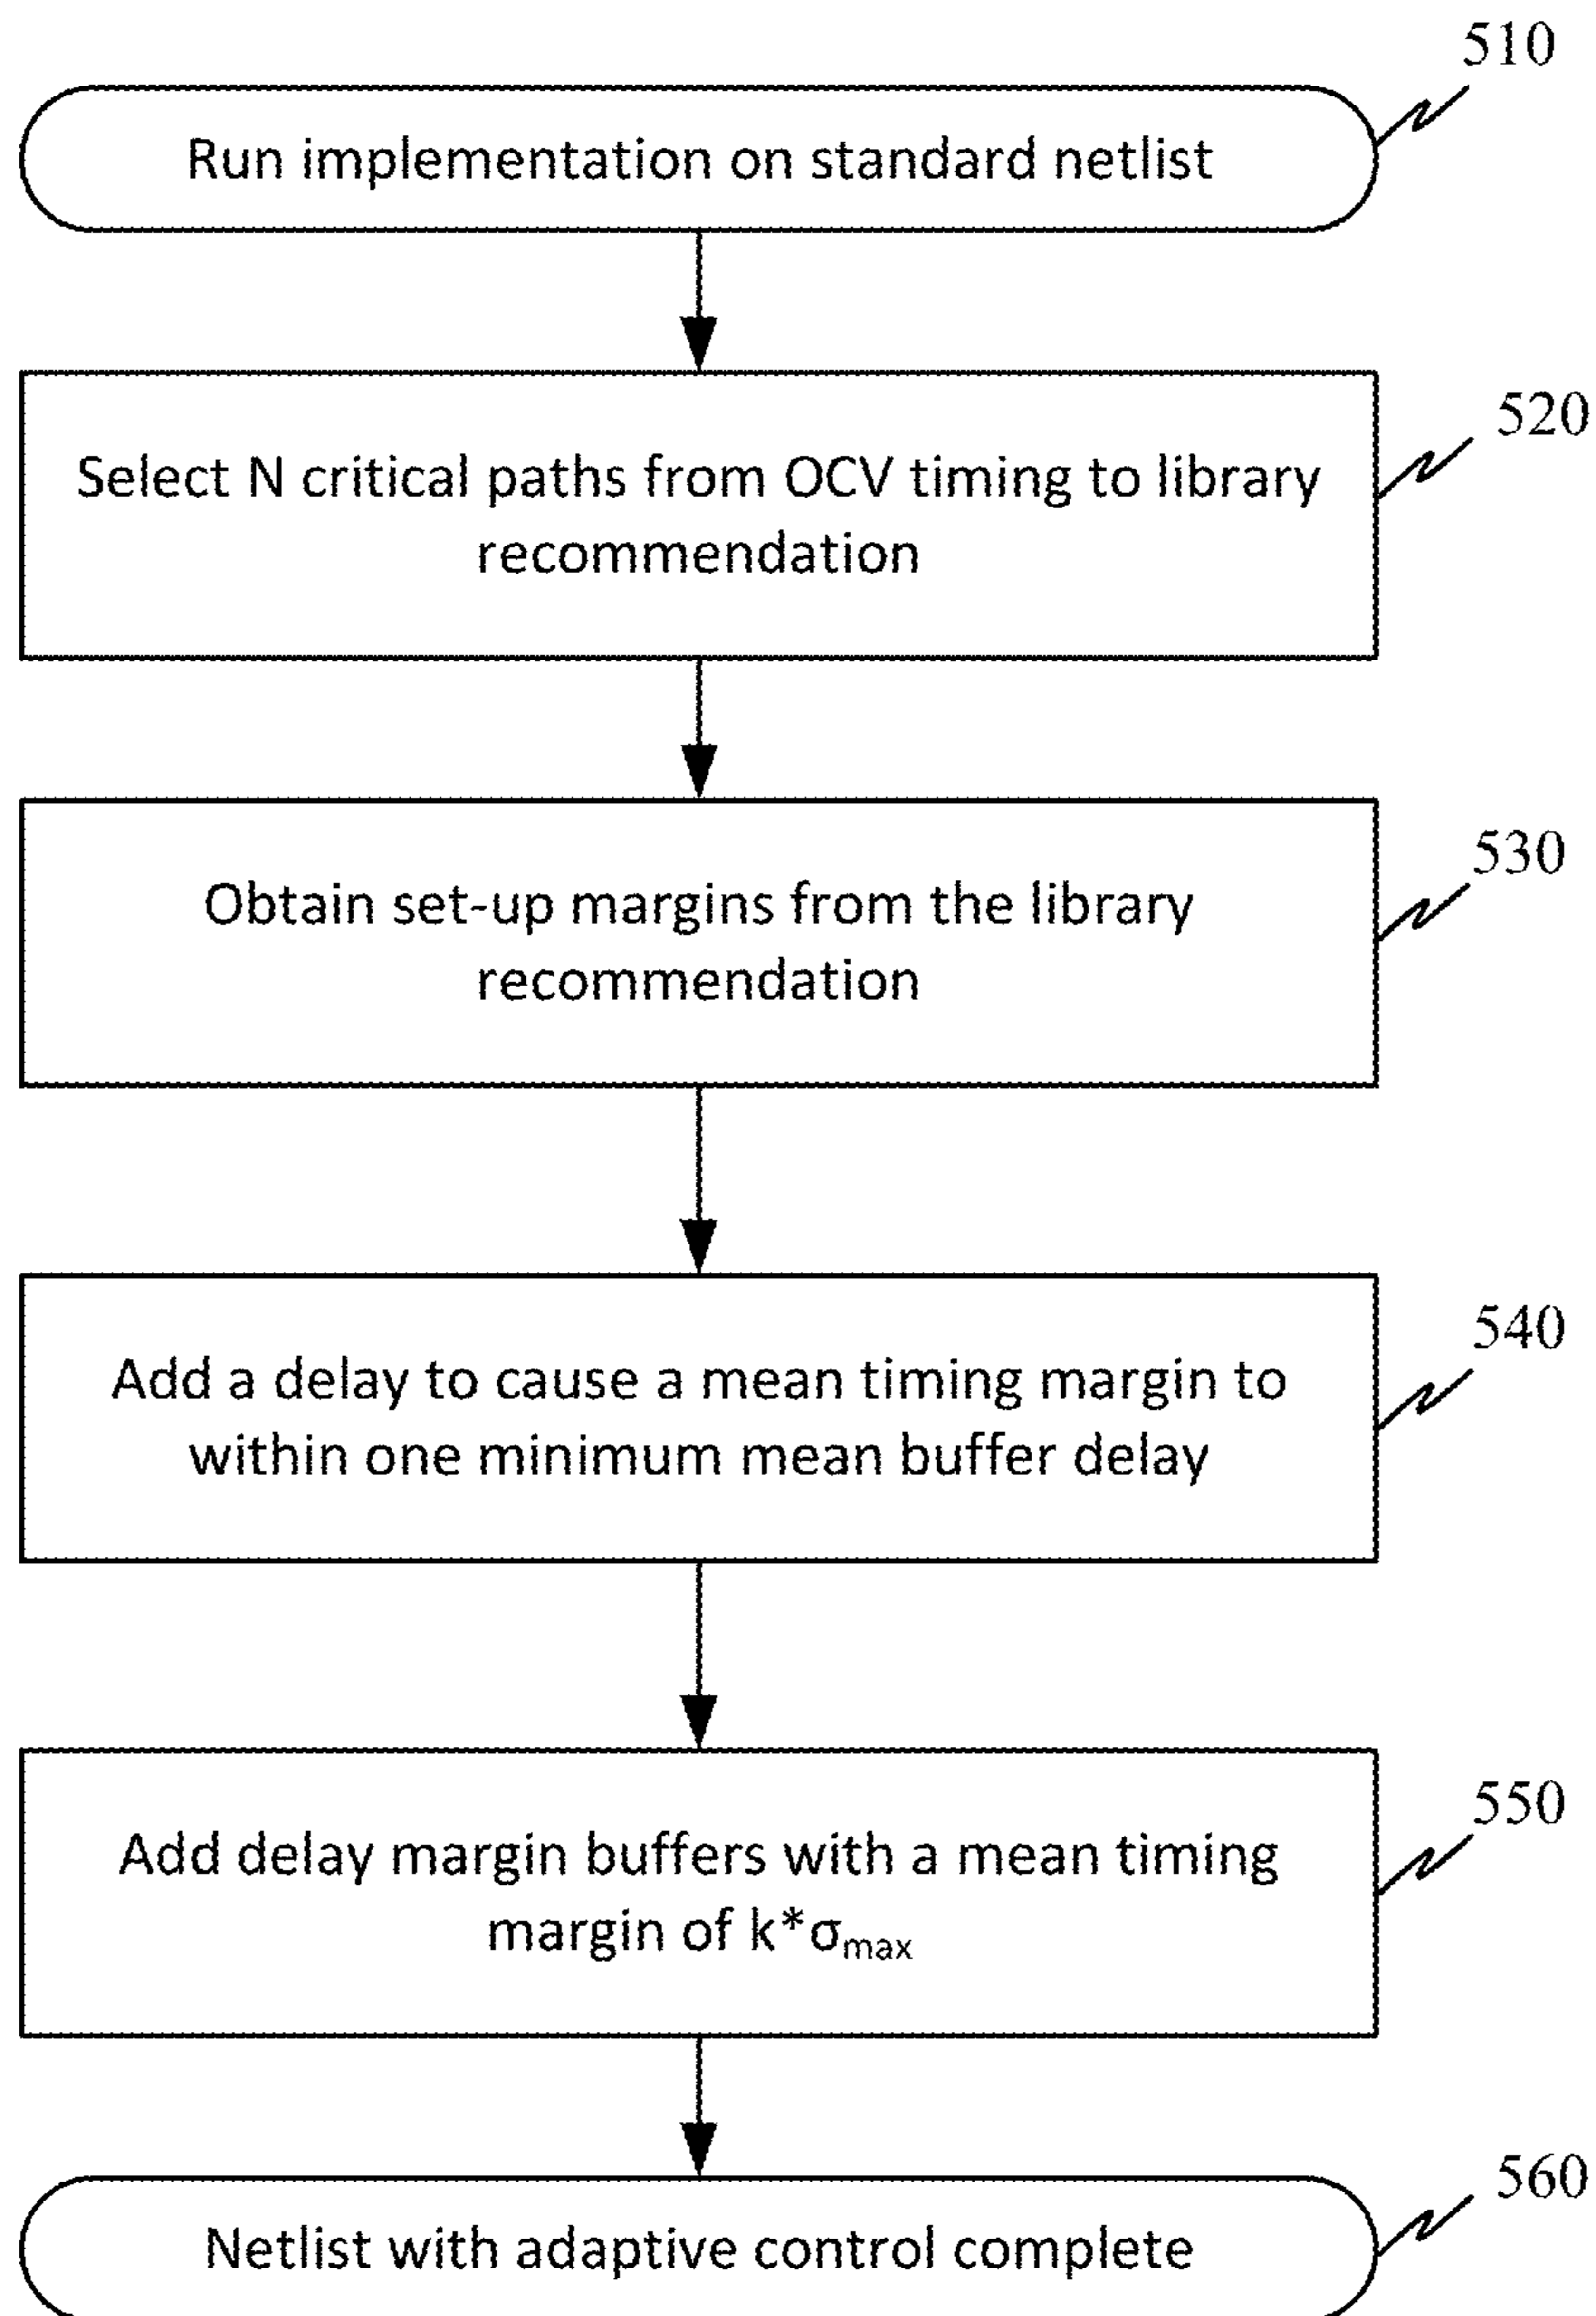 510
Run implementation on standard netlist
520
Select N critical paths from OCV timing to library
recommendation
530
Obtain set-up margins from the library
recommendation
540
Add a delay to cause a mean timing margin to
within one minimum mean buffer delay
550
Add delay margin buffers with a mean timing
margin of k*σmax
560
Netlist with adaptive control complete